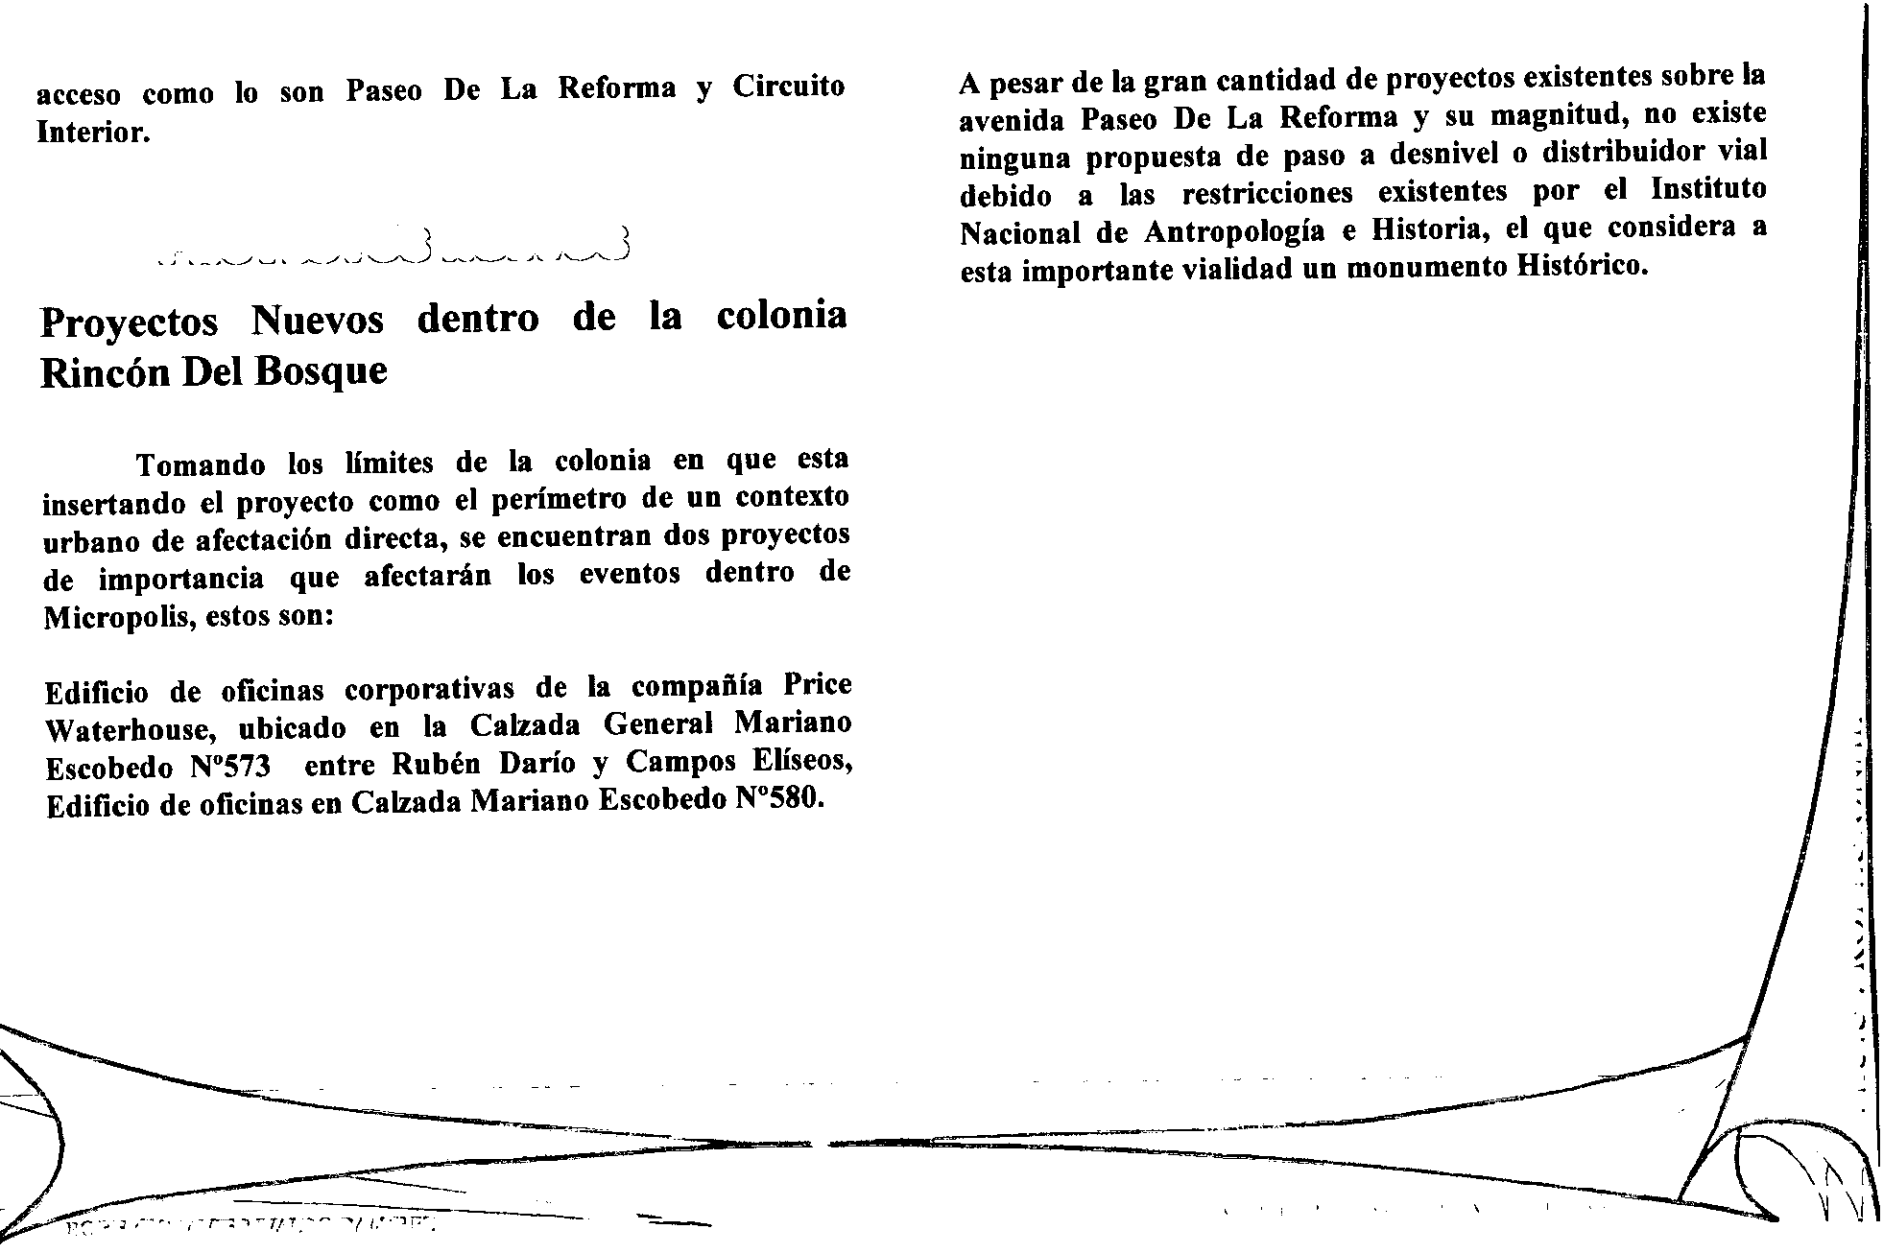 acceso como lo son Paseo De La Reforma y Circuito
Interior.
Proyectos Nuevos dentro de la colonia
Rincón Del Bosque
Tomando los límites de la colonia en que esta
insertando el proyecto como el perímetro de un contexto
urbano de afectación directa, se encuentran dos proyectos
de importancia que afectarán los eventos dentro de
Micropolis, estos son:
Edificio de oficinas corporativas de la compañía Price
Waterhouse, ubicado en la Calzada General Mariano
Escobedo Nº573 entre Rubén Darío y Campos Elíseos,
Edificio de oficinas en Calzada Mariano Escobedo Nº580.
A pesar de la gran cantidad de proyectos existentes sobre la
avenida Paseo De La Reforma y su magnitud, no existe
ninguna propuesta de paso a desnivel o distribuidor vial
debido a las restricciones existentes por el Instituto
Nacional de Antropología e Historia, el que considera a
esta importante vialidad un monumento Histórico.